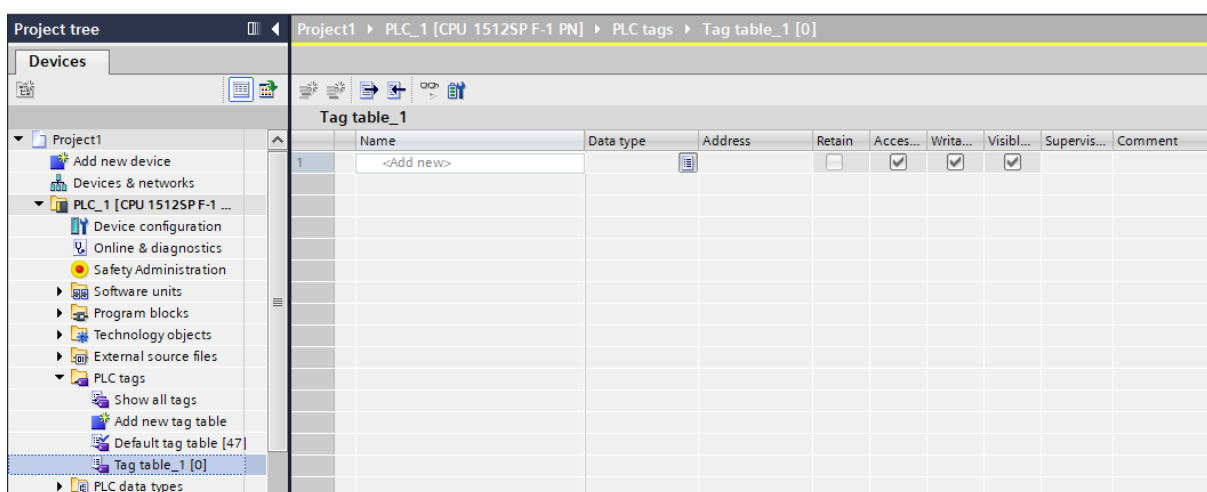 Project tree
Project1 ▸ PLC_1 [CPU 1512SP F-1 PN] ▸ PLC tags ▸ Tag table_1 [0]
Devices
Tag table_1
Name Data type Address Retain Acces... Writa... Visibl... Supervis... Comment
1 <Add new>
Project1
Add new device
Devices & networks
PLC_1 [CPU 1512SP F-1 ...
Device configuration
Online & diagnostics
Safety Administration
Software units
Program blocks
Technology objects
External source files
PLC tags
Show all tags
Add new tag table
Default tag table [47]
Tag table_1 [0]
PLC data types